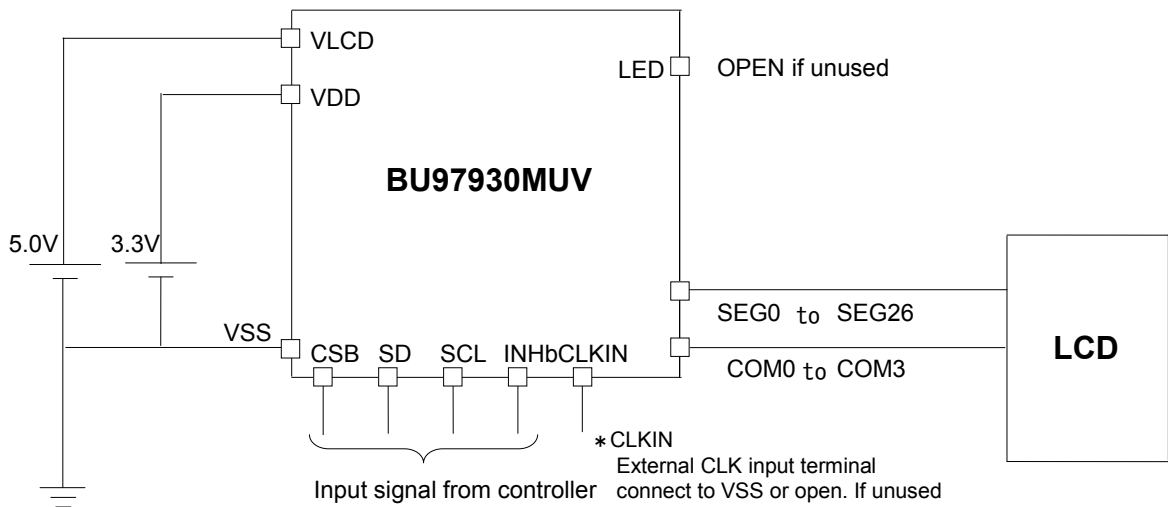 VLCD
LED OPEN if unused
VDD
BU97930MUV
5.0V 3.3V
SEG0 to SEG26
VSS
LCD
CSB SD SCL INHbCLKIN
COM0 to COM3
*CLKIN
External CLK input terminal
Input signal from controller connect to VSS or open. If unused